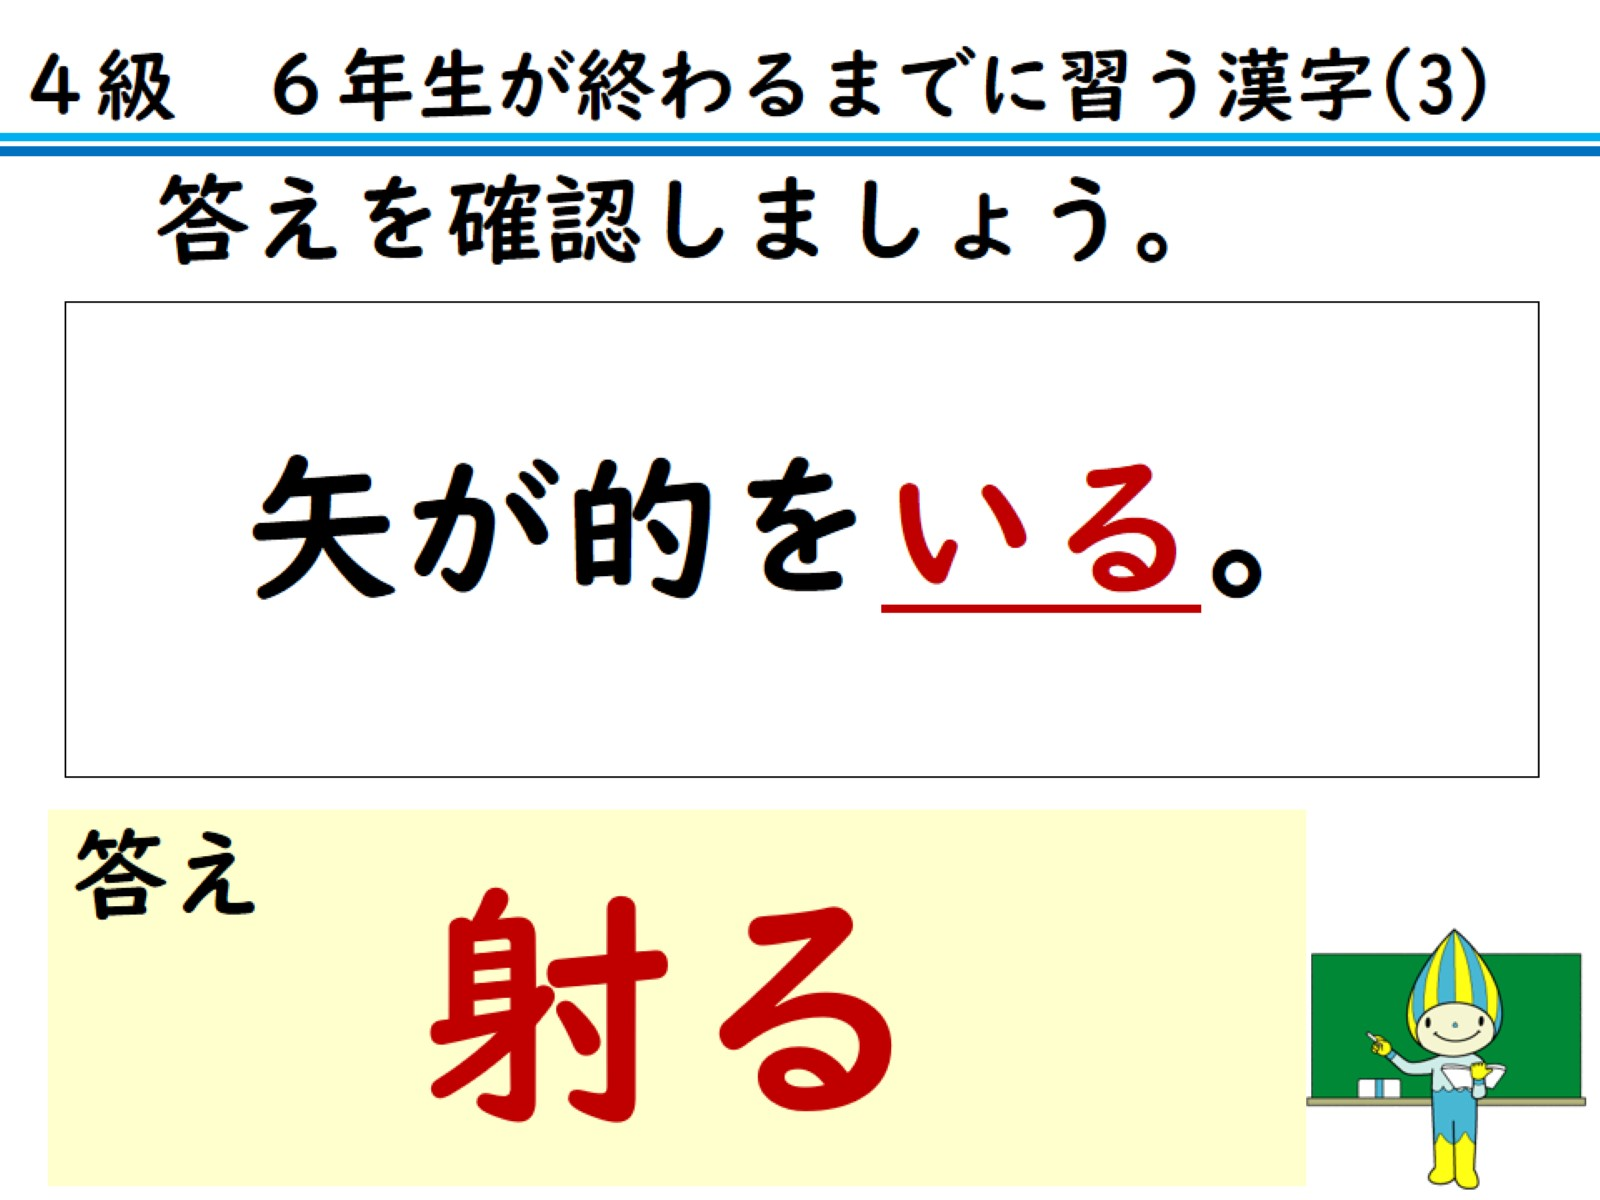 ４級　６年生が終わるまでに習う漢字(3)
答えを確認しましょう。
矢が的をいる。
答え
射る